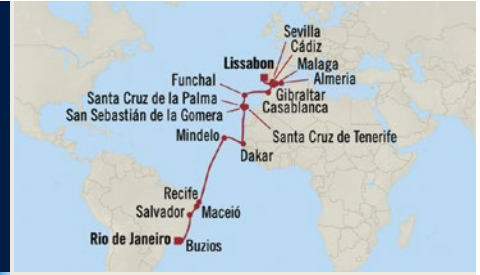 Sevilla
Cádiz
Lissabon
Malaga
Almeria
Funchal
Gibraltar
Santa Cruz de la Palma
Casablanca
San Sebastián de la Gomera
Mindelo
Santa Cruz de Tenerife
Dakar
Recife
Salvador
Maceió
Rio de Janeiro
Buzios